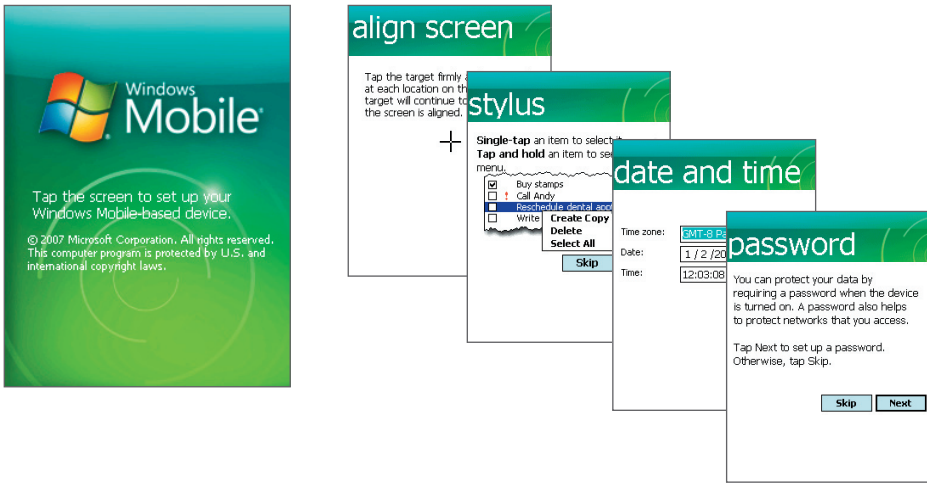 Windows
Mobile®
Tap the screen to set up your
Windows Mobile-based device.
© 2007 Microsoft Corporation. All rights reserved.
This computer program is protected by U.S. and
international copyright laws.
align screen
Tap the target firmly
at each location on th
target will continue to
the screen is aligned.
stylus
Single-tap an item to select it.
Tap and hold an item to see
menu.
Buy stamps
! Call Andy
Reschedule dental appt
Write
Create Copy
Delete
Select All
Skip
date and time
Time zone: GMT-8 Pa
Date: 1 / 2 /20
Time: 12:03:08
password
You can protect your data by
requiring a password when the device
is turned on. A password also helps
to protect networks that you access.
Tap Next to set up a password.
Otherwise, tap Skip.
Skip Next